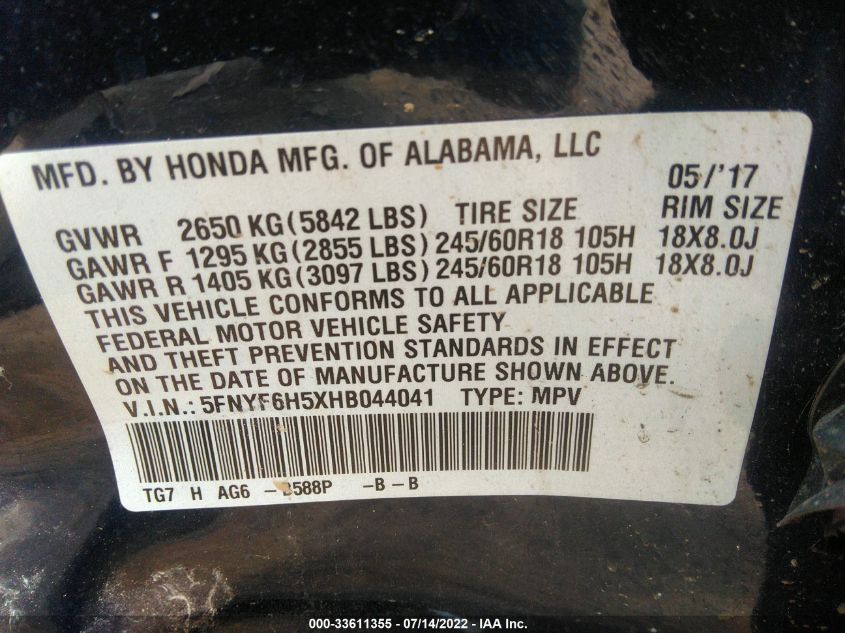 MFD. BY HONDA MFG. OF ALABAMA, LLC 05/'17
GVWR 2650 KG (5842 LBS) TIRE SIZE RIM SIZE
GAWR F 1295 KG (2855 LBS) 245/60R18 105H 18X8.0J
GAWR R 1405 KG (3097 LBS) 245/60R18 105H 18X8.0J
THIS VEHICLE CONFORMS TO ALL APPLICABLE
FEDERAL MOTOR VEHICLE SAFETY
AND THEFT PREVENTION STANDARDS IN EFFECT
ON THE DATE OF MANUFACTURE SHOWN ABOVE.
V.I.N.: 5FNYF6H5XHB044041 TYPE: MPV
TG7 H AG6 - B588P -B-B
000-33611355 - 07/14/2022 - IAA Inc.